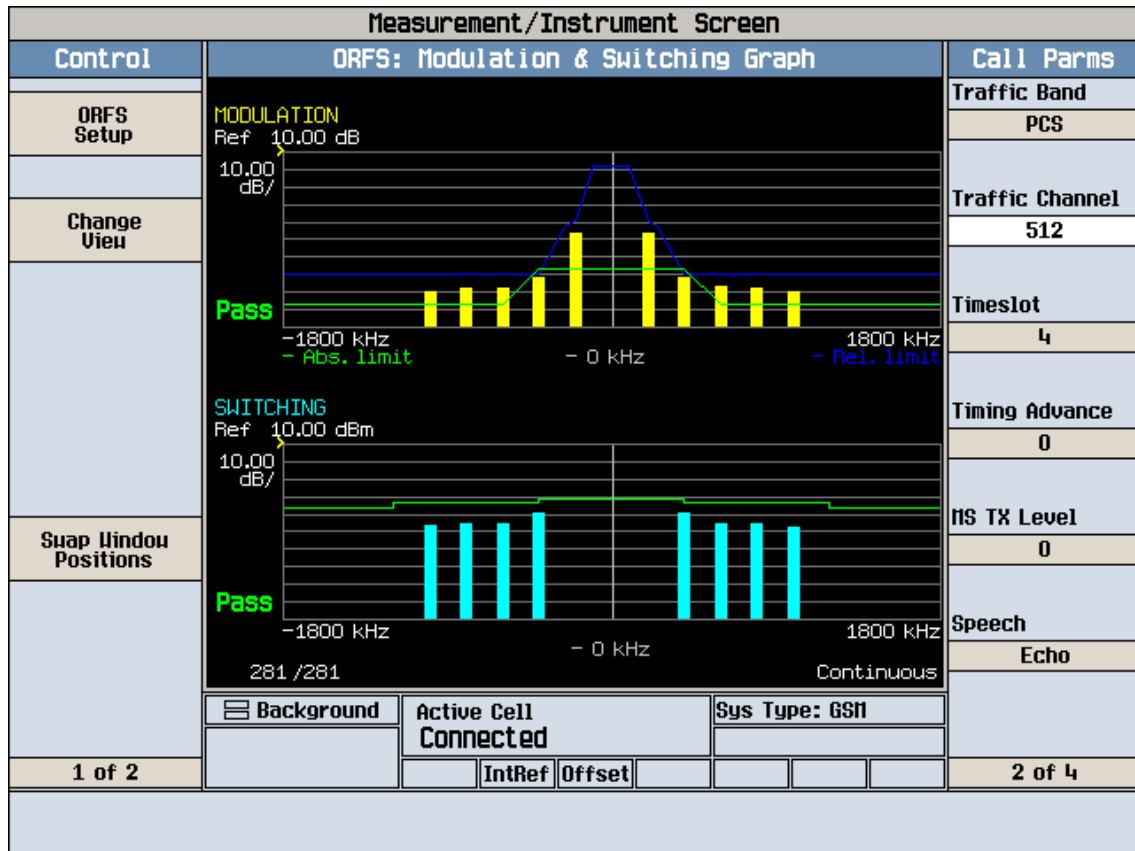 Measurement/Instrument Screen
Control
ORFS: Modulation & Switching Graph
Call Parms
ORFS
Setup
Change
View
Swap Window
Positions
1 of 2
MODULATION
Ref 10.00 dB
10.00
dB/
Pass
-1800 kHz
1800 kHz
- Abs. limit
- 0 kHz
- Rel. limit
SWITCHING
Ref 10.00 dBm
10.00
dB/
Pass
-1800 kHz
1800 kHz
- 0 kHz
281/281
Continuous
Background
Active Cell
Connected
Sys Type: GSM
IntRef
Offset
Traffic Band
PCS
Traffic Channel
512
Timeslot
4
Timing Advance
0
MS TX Level
0
Speech
Echo
2 of 4